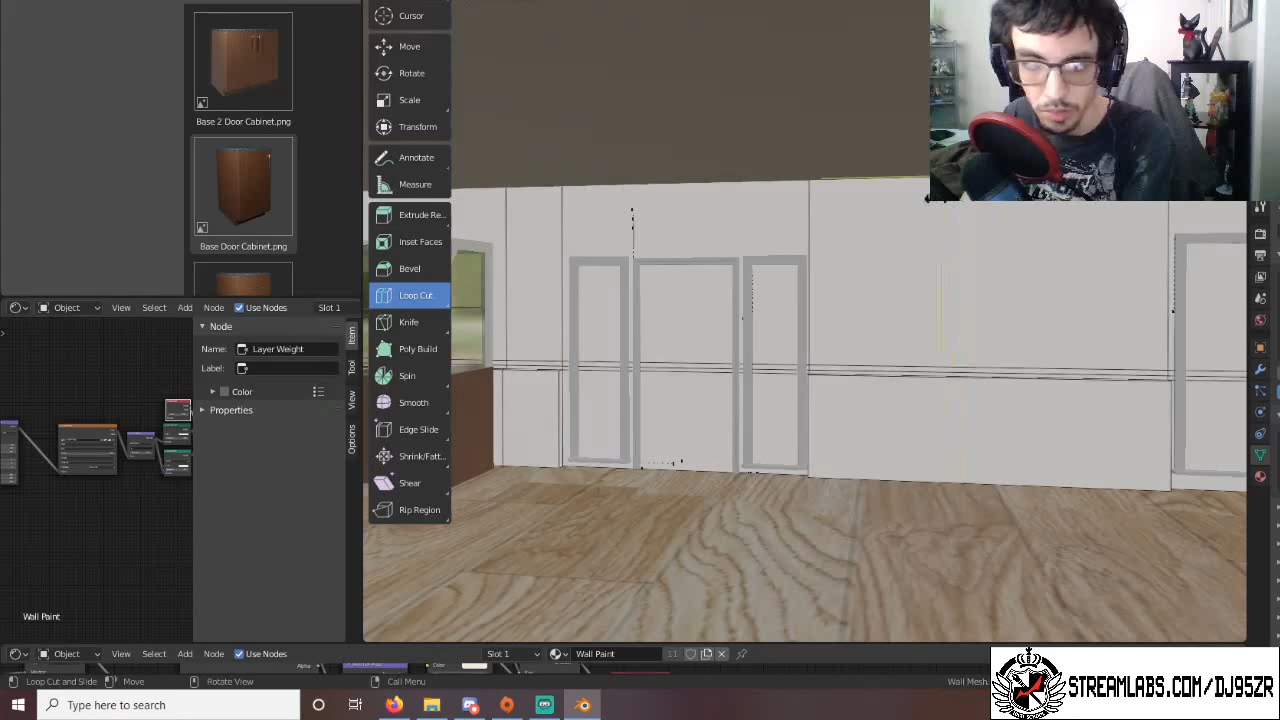 Cursor
Move
Rotate
Scale
Transform
Annotate
Measure
Extrude Re...
Inset Faces
Bevel
Loop Cut
Knife
Poly Build
Spin
Smooth
Edge Slide
Shrink/Fatt...
Shear
Rip Region
Base 2 Door Cabinet.png
Base Door Cabinet.png
Object View Select Add Node Use Nodes Slot 1
Node
Name: Layer Weight
Label:
Color
Properties
Item
Tool
View
Options
Wall Paint
Object View Select Add Node Use Nodes Slot 1 Wall Paint 11
Alpha
Color
Loop Cut and Slide Move Rotate View Call Menu Wall Mesh
Type here to search
STREAMLABS.COM/DJ95ZR